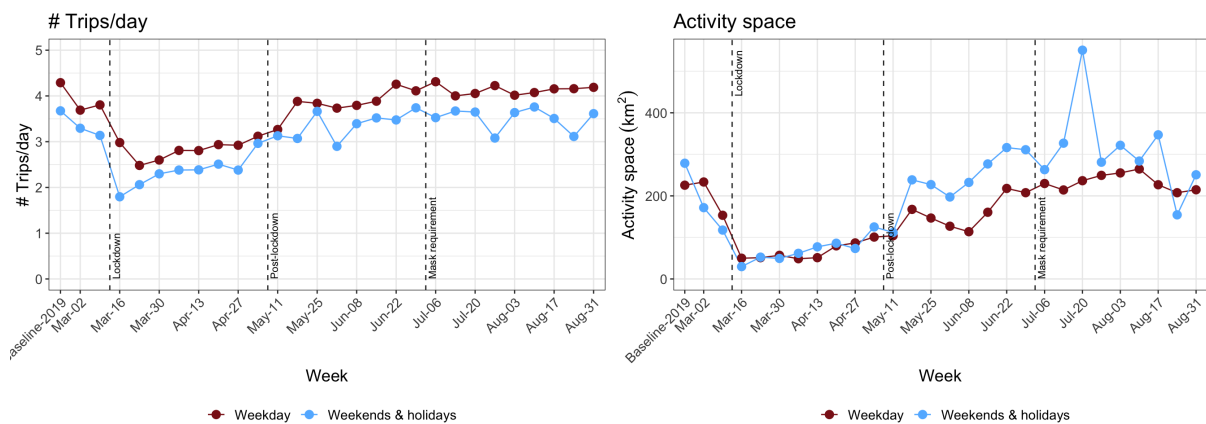 # Trips/day
# Trips/day
5
4
3
2
1
0
Lockdown
Post-lockdown
Mask requirement
aseline-2019
Mar-02
Mar-16
Mar-30
Apr-13
Apr-27
May-11
May-25
Jun-08
Jun-22
Jul-06
Jul-20
Aug-03
Aug-17
Aug-31
Week
Weekday Weekends & holidays
Activity space
Activity space (km²)
400
200
0
Lockdown
Post-lockdown
Mask requirement
Baseline-2019
Mar-02
Mar-16
Mar-30
Apr-13
Apr-27
May-11
May-25
Jun-08
Jun-22
Jul-06
Jul-20
Aug-03
Aug-17
Aug-31
Week
Weekday Weekends & holidays